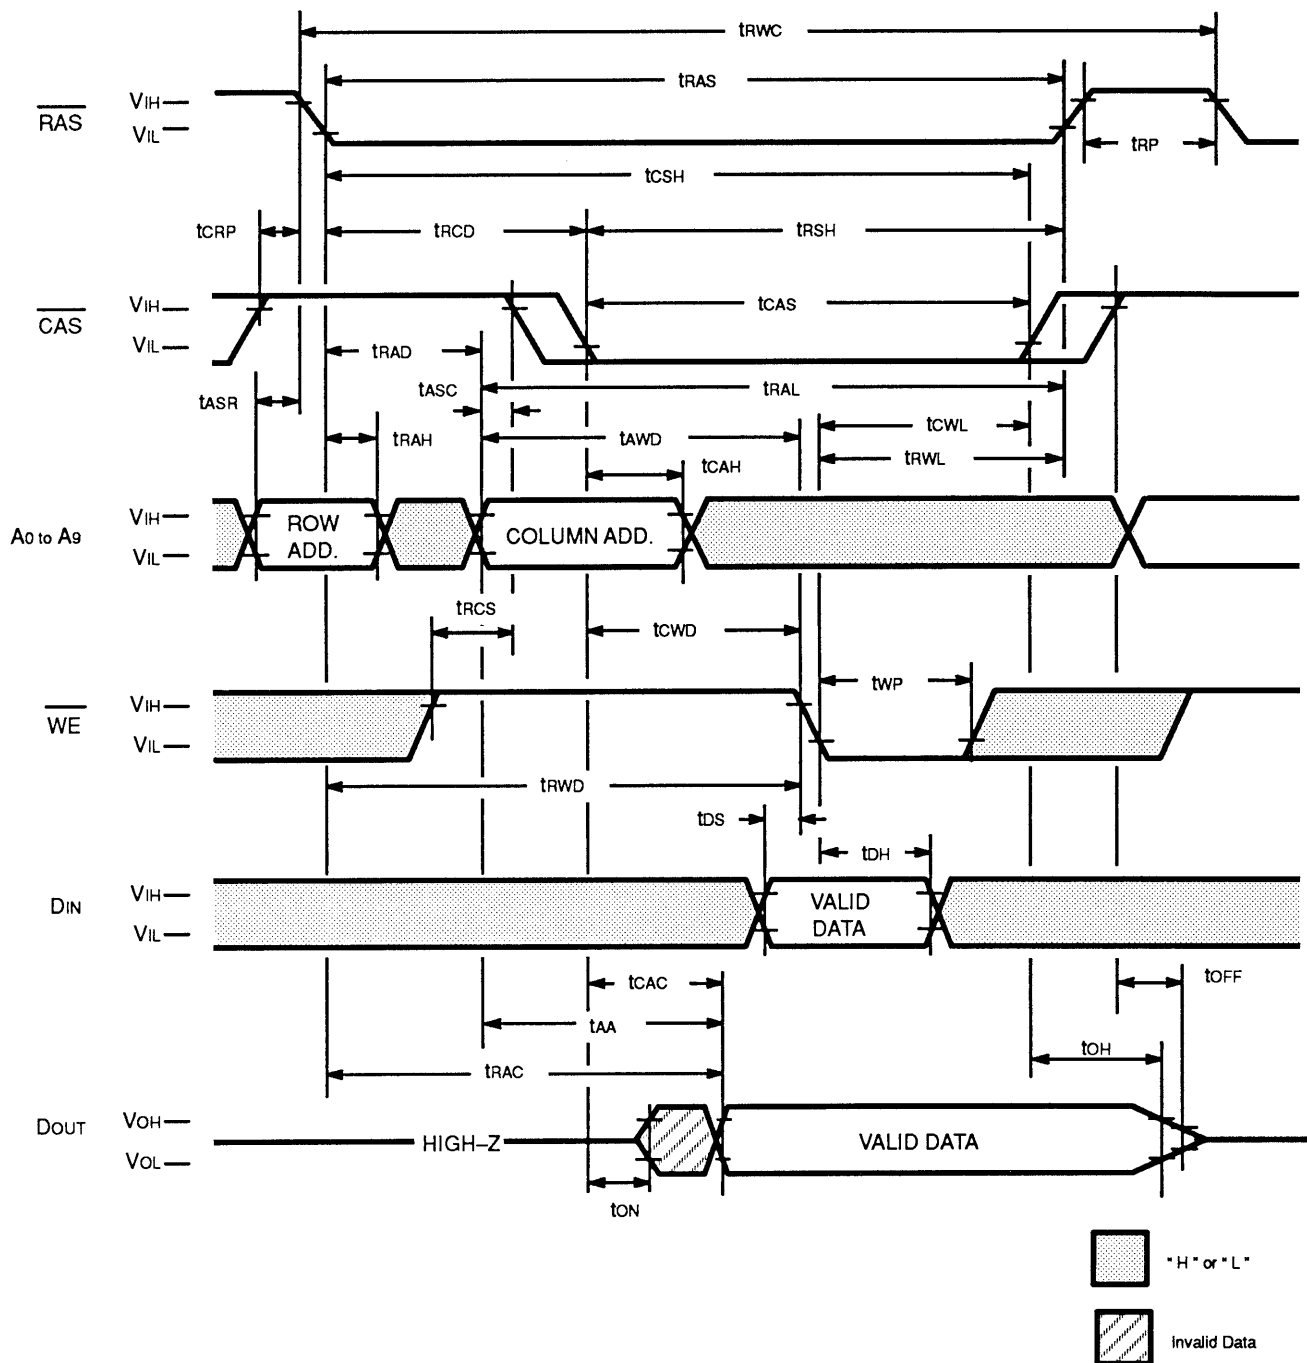 tRWC
tRAS
RAS
VIH
VIL
tRP
tCSH
tCRP
tRCD
tRSH
CAS
VIH
VIL
tCAS
tRAD
tASR
tASC
tRAL
tRAH
tAWD
tCWL
tCAH
tRWL
A0 to A9
VIH
VIL
ROW
ADD.
COLUMN ADD.
tRCS
tCWD
tWP
WE
VIH
VIL
tRWD
tDS
tDH
DIN
VIH
VIL
VALID
DATA
tCAC
tOFF
tAA
tOH
tRAC
DOUT
VOH
VOL
HIGH–Z
VALID DATA
tON
"H" or "L"
Invalid Data